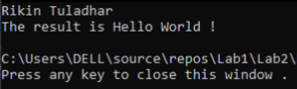 Rikin Tuladhar
The result is Hello World !
C:\Users\DELL\source\repos\Lab1\Lab2\
Press any key to close this window .